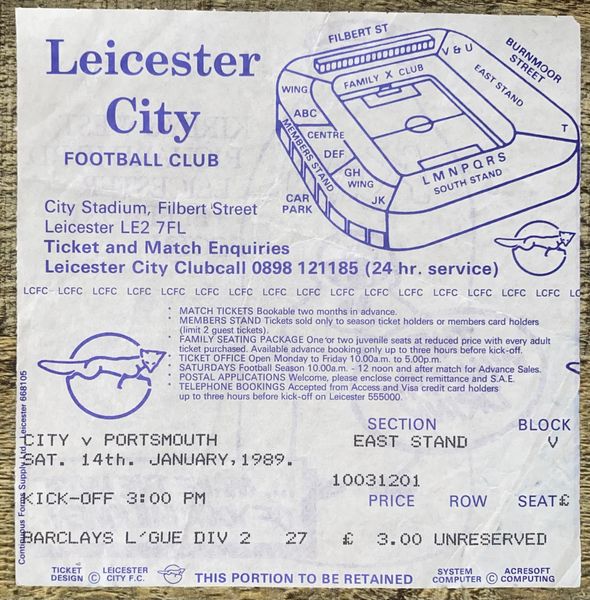 Leicester
City
FOOTBALL CLUB
FILBERT ST
V & U
BURNMOOR STREET
EAST STAND
T
FAMILY X CLUB
WING
ABC
CENTRE
DEF
MEMBERS STAND
GH
WING
JK
L M N P Q R S
SOUTH STAND
CAR
PARK
City Stadium, Filbert Street
Leicester LE2 7FL
Ticket and Match Enquiries
Leicester City Clubcall 0898 121185 (24 hr. service)
LCFC - LCFC LCFC LCFC LCFC LCFC LCFC LCFC LCFC LCFC LCFC LCFC LCFC LCFC LCFC LC
* MATCH TICKETS Bookable two months in advance.
* MEMBERS STAND Tickets sold only to season ticket holders or members card holders
(limit 2 guest tickets).
* FAMILY SEATING PACKAGE One or two juvenile seats at reduced price with every adult
ticket purchased. Available advance booking only up to three hours before kick-off.
* TICKET OFFICE Open Monday to Friday 10.00a.m. to 5.00p.m.
* SATURDAYS Football Season 10.00a.m. - 12 noon and after match for Advance Sales.
* POSTAL APPLICATIONS Welcome, please enclose correct remittance and S.A.E.
* TELEPHONE BOOKINGS Accepted from Access and Visa credit card holders
up to three hours before kick-off on Leicester 555000.
Continuous Forms Supply Ltd. Leicester 668105
SECTION BLOCK
CITY v PORTSMOUTH EAST STAND V
SAT. 14th. JANUARY,1989.
10031201
KICK-OFF 3:00 PM PRICE ROW SEAT £
BARCLAYS L'GUE DIV 2 27 £ 3.00 UNRESERVED
TICKET DESIGN © LEICESTER CITY F.C. THIS PORTION TO BE RETAINED SYSTEM COMPUTER © ACRESOFT COMPUTING